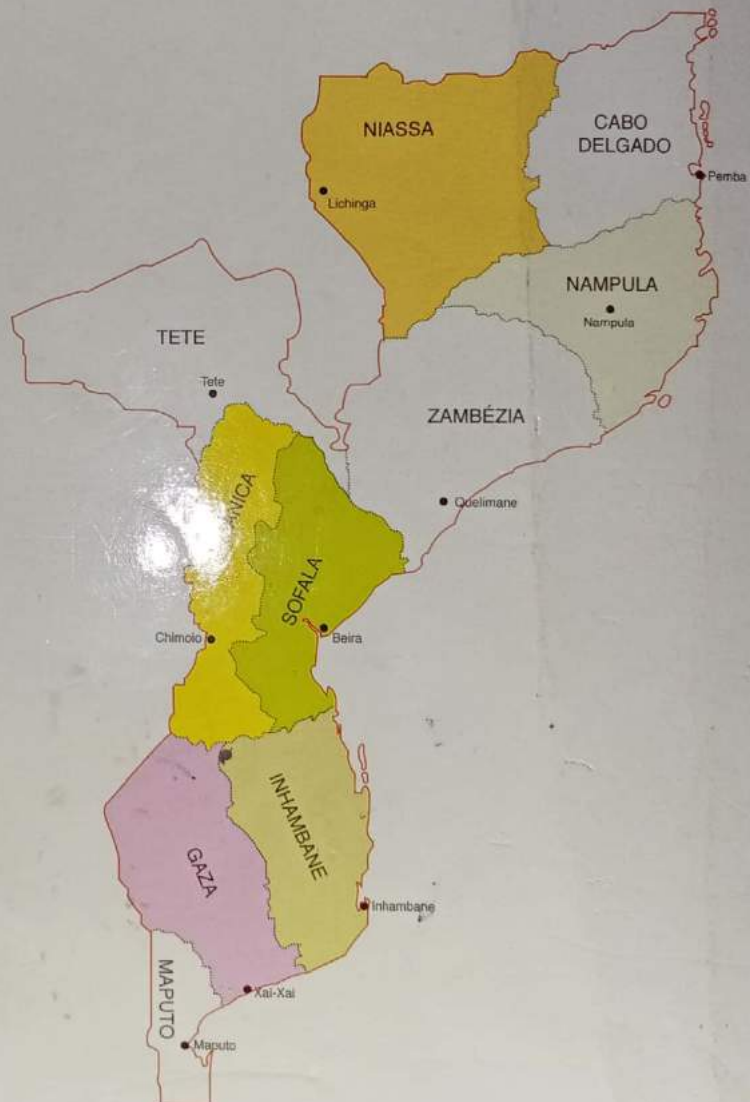 NIASSA
CABO
DELGADO
Pemba
Lichinga
NAMPULA
Nampula
TETE
Tete
ZAMBÉZIA
Quelimane
SOFALA
Chimoio
Beira
INHAMBANE
GAZA
Inhambane
MAPUTO
Xai-Xai
Maputo